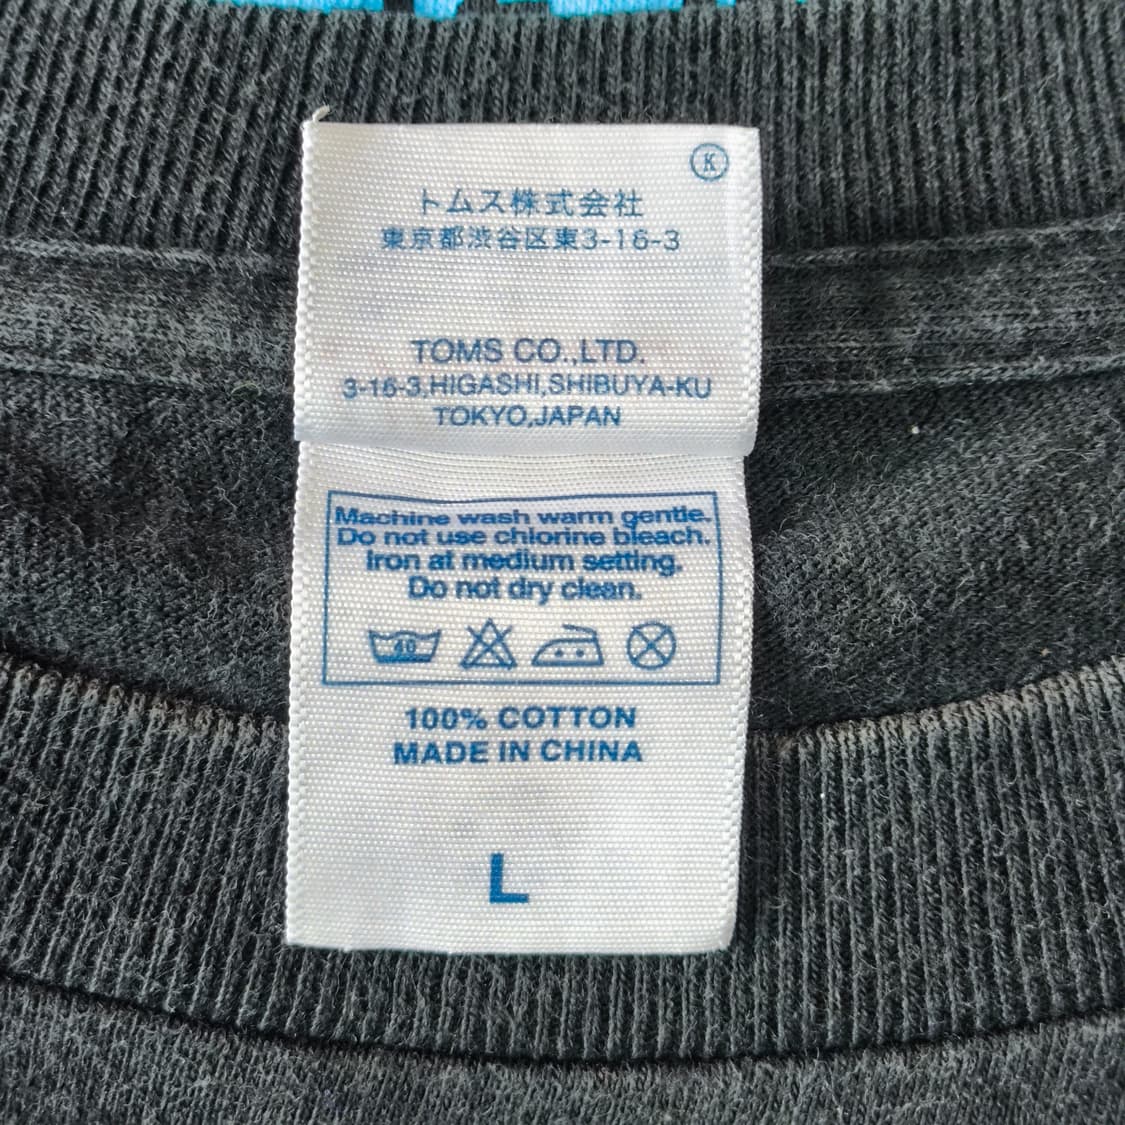 K
トムス株式会社
東京都渋谷区東3-16-3
TOMS CO.,LTD.
3-16-3,HIGASHI,SHIBUYA-KU
TOKYO,JAPAN
Machine wash warm gentle.
Do not use chlorine bleach.
Iron at medium setting.
Do not dry clean.
40
100% COTTON
MADE IN CHINA
L